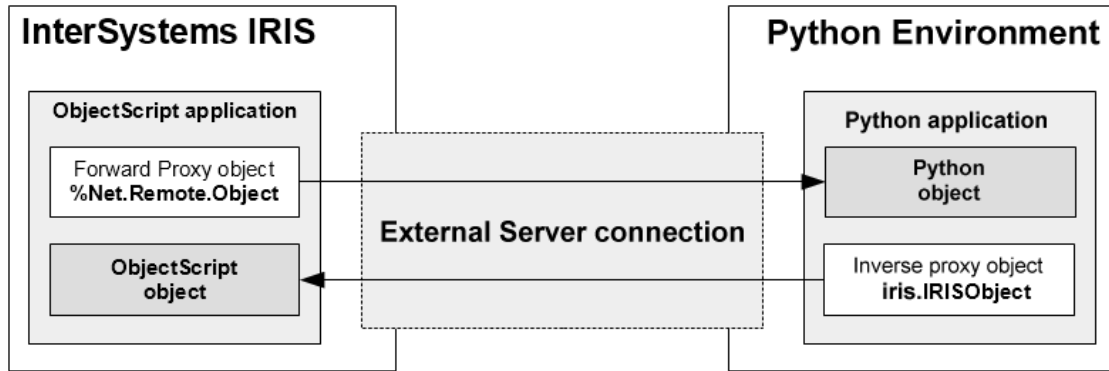 InterSystems IRIS
Python Environment
ObjectScript application
Forward Proxy object
%Net.Remote.Object
ObjectScript
object
External Server connection
Python application
Python
object
Inverse proxy object
iris.IRISObject